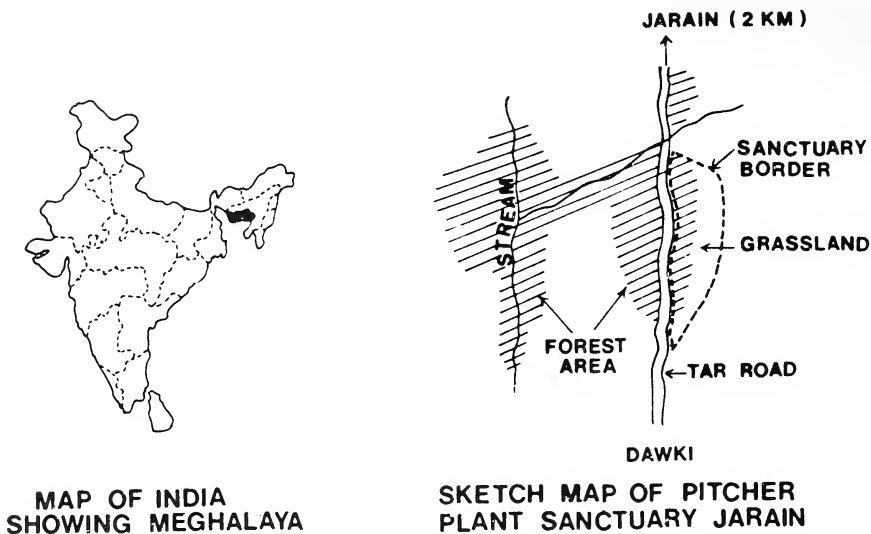 JARAIN ( 2 KM )
SANCTUARY
BORDER
STREAM
GRASSLAND
FOREST
AREA
TAR ROAD
DAWKI
MAP OF INDIA
SHOWING MEGHALAYA
SKETCH MAP OF PITCHER
PLANT SANCTUARY JARAIN